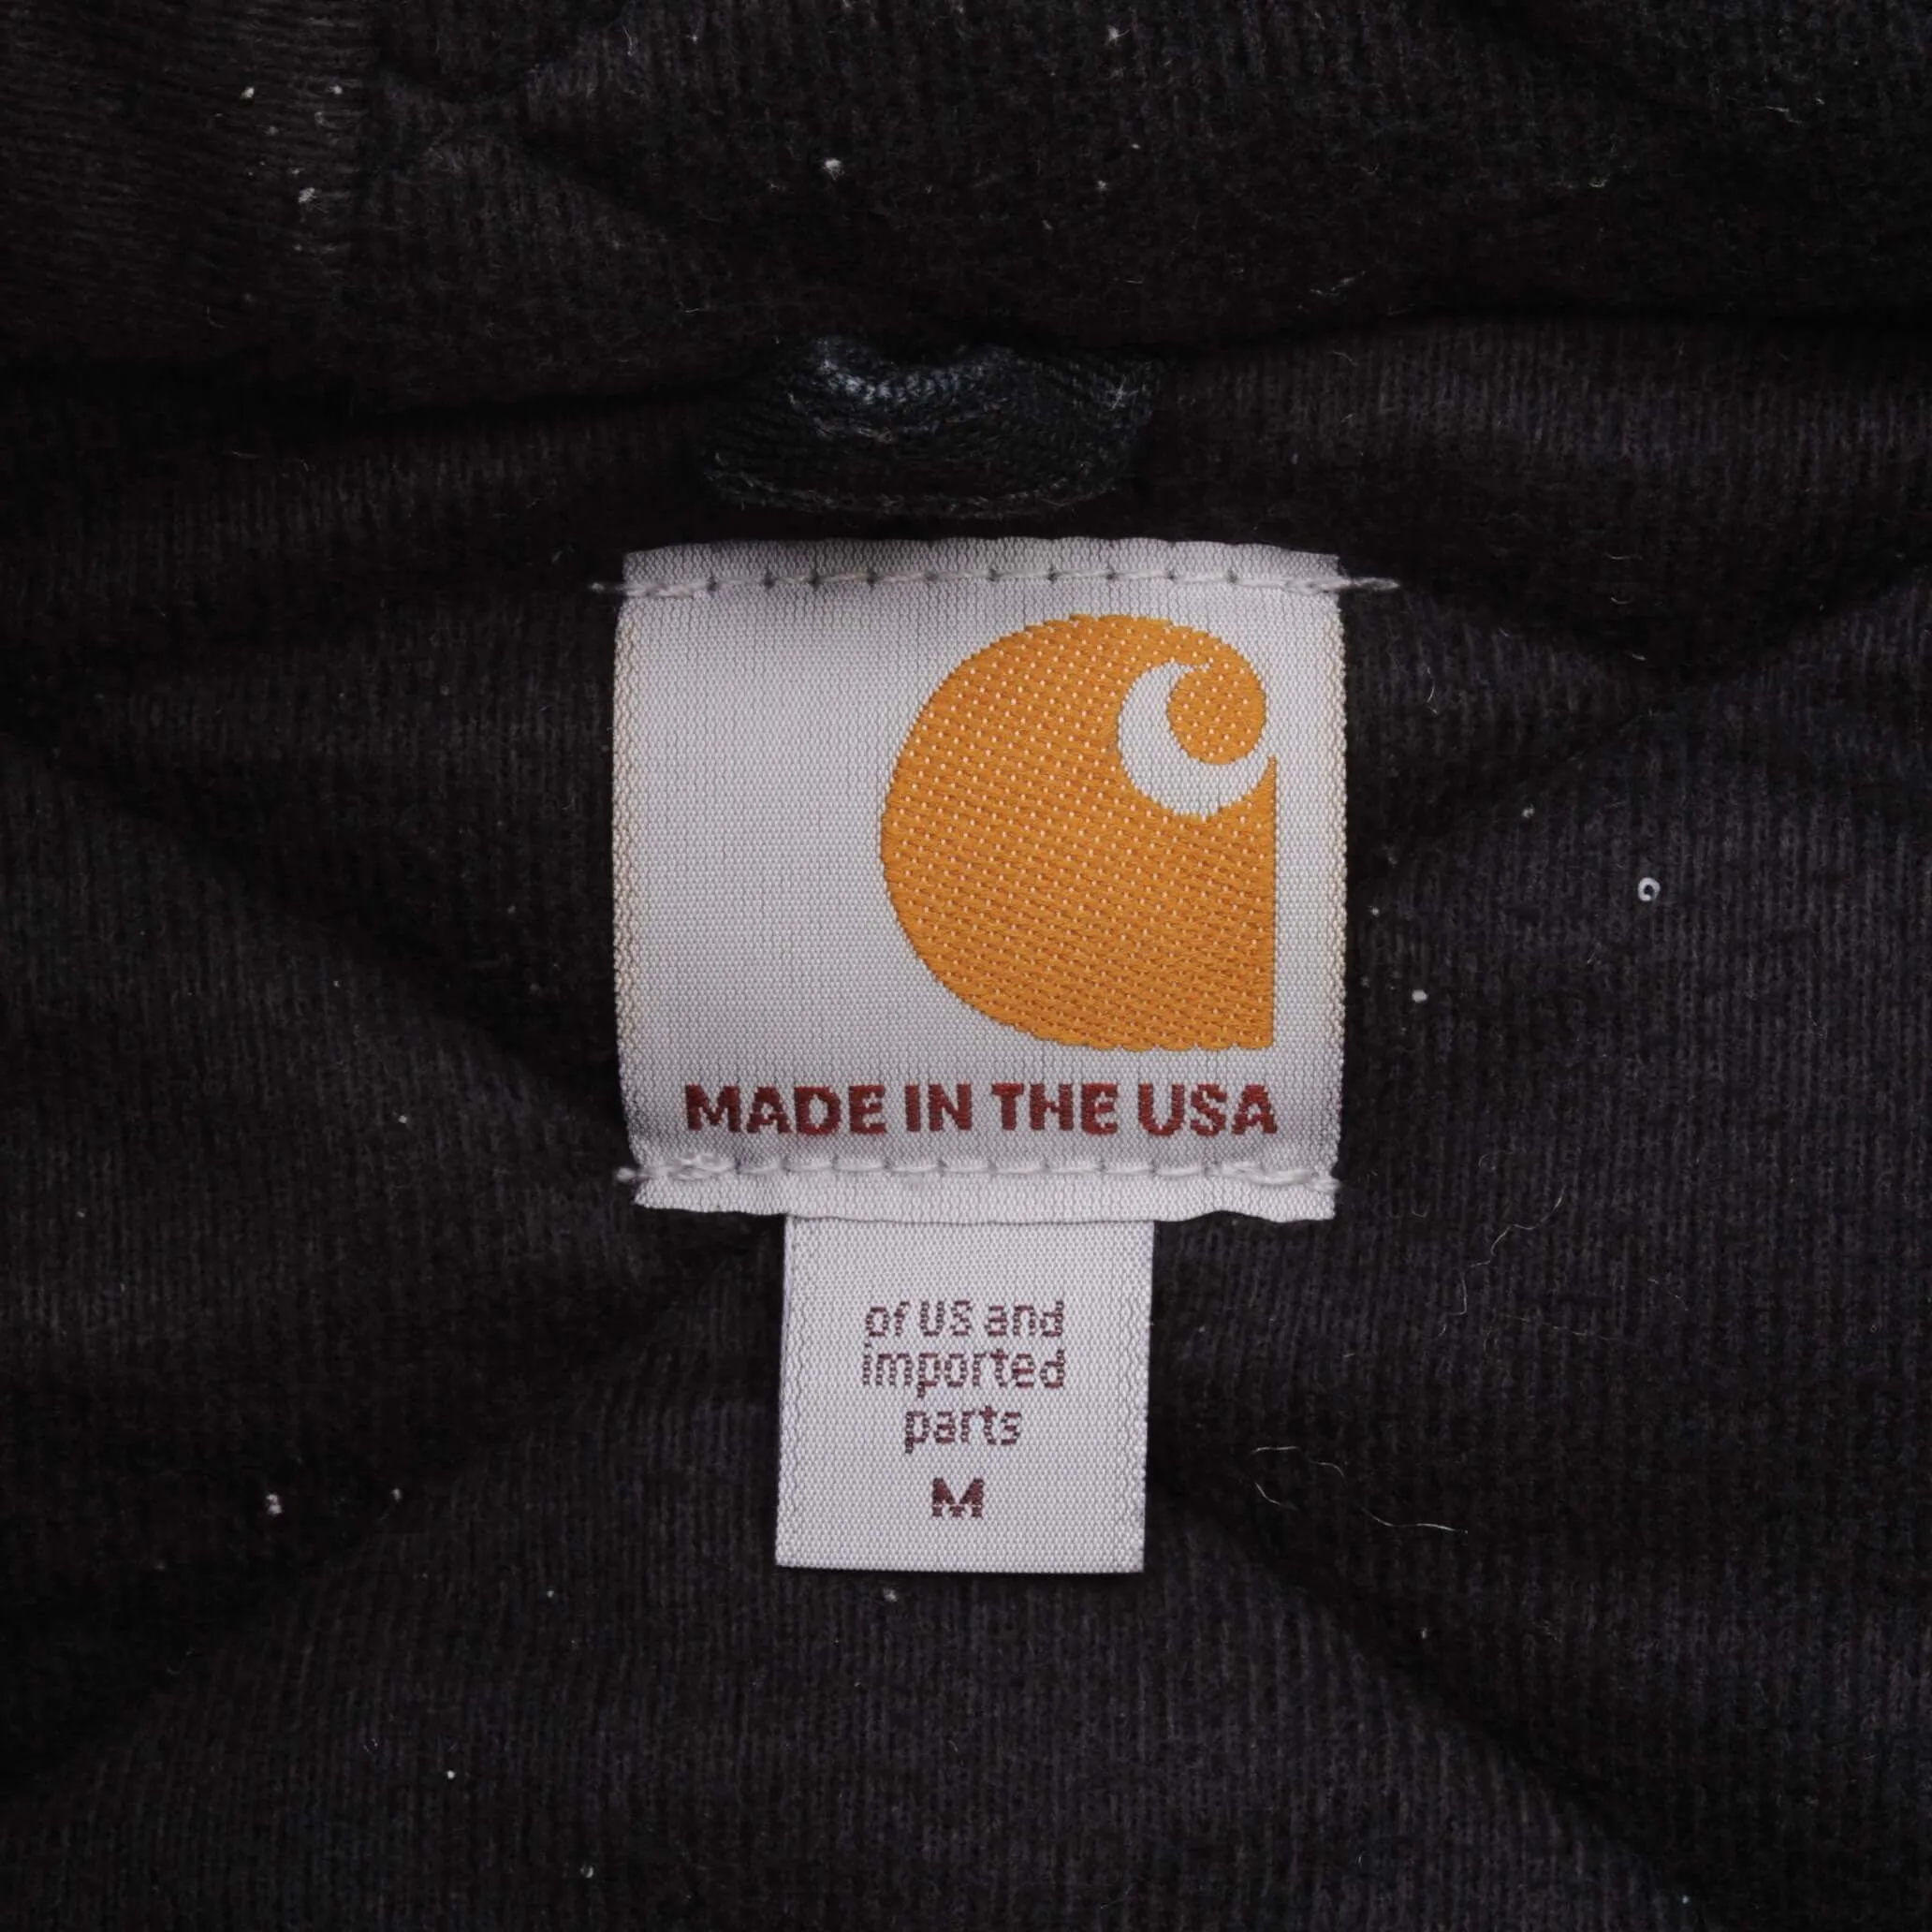 MADE IN THE USA
of US and
imported
parts
M